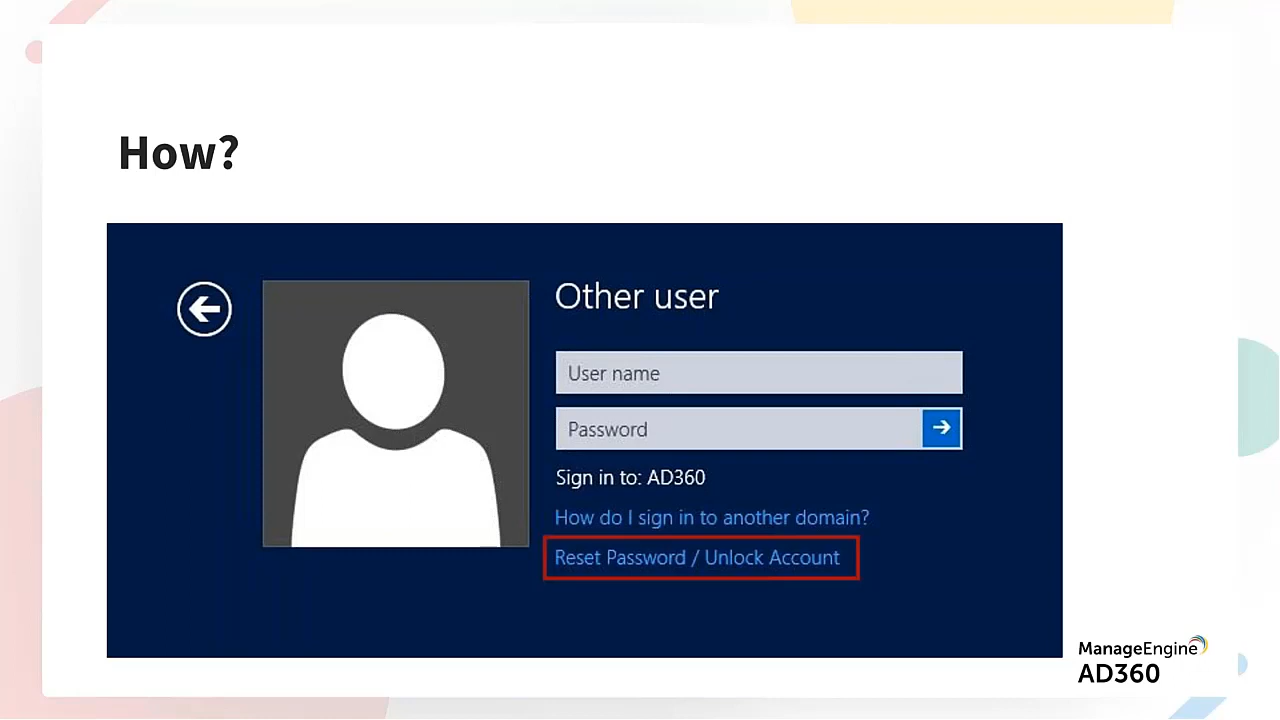 How?
Other user
User name
Password
Sign in to: AD360
How do I sign in to another domain?
Reset Password / Unlock Account
ManageEngine
AD360